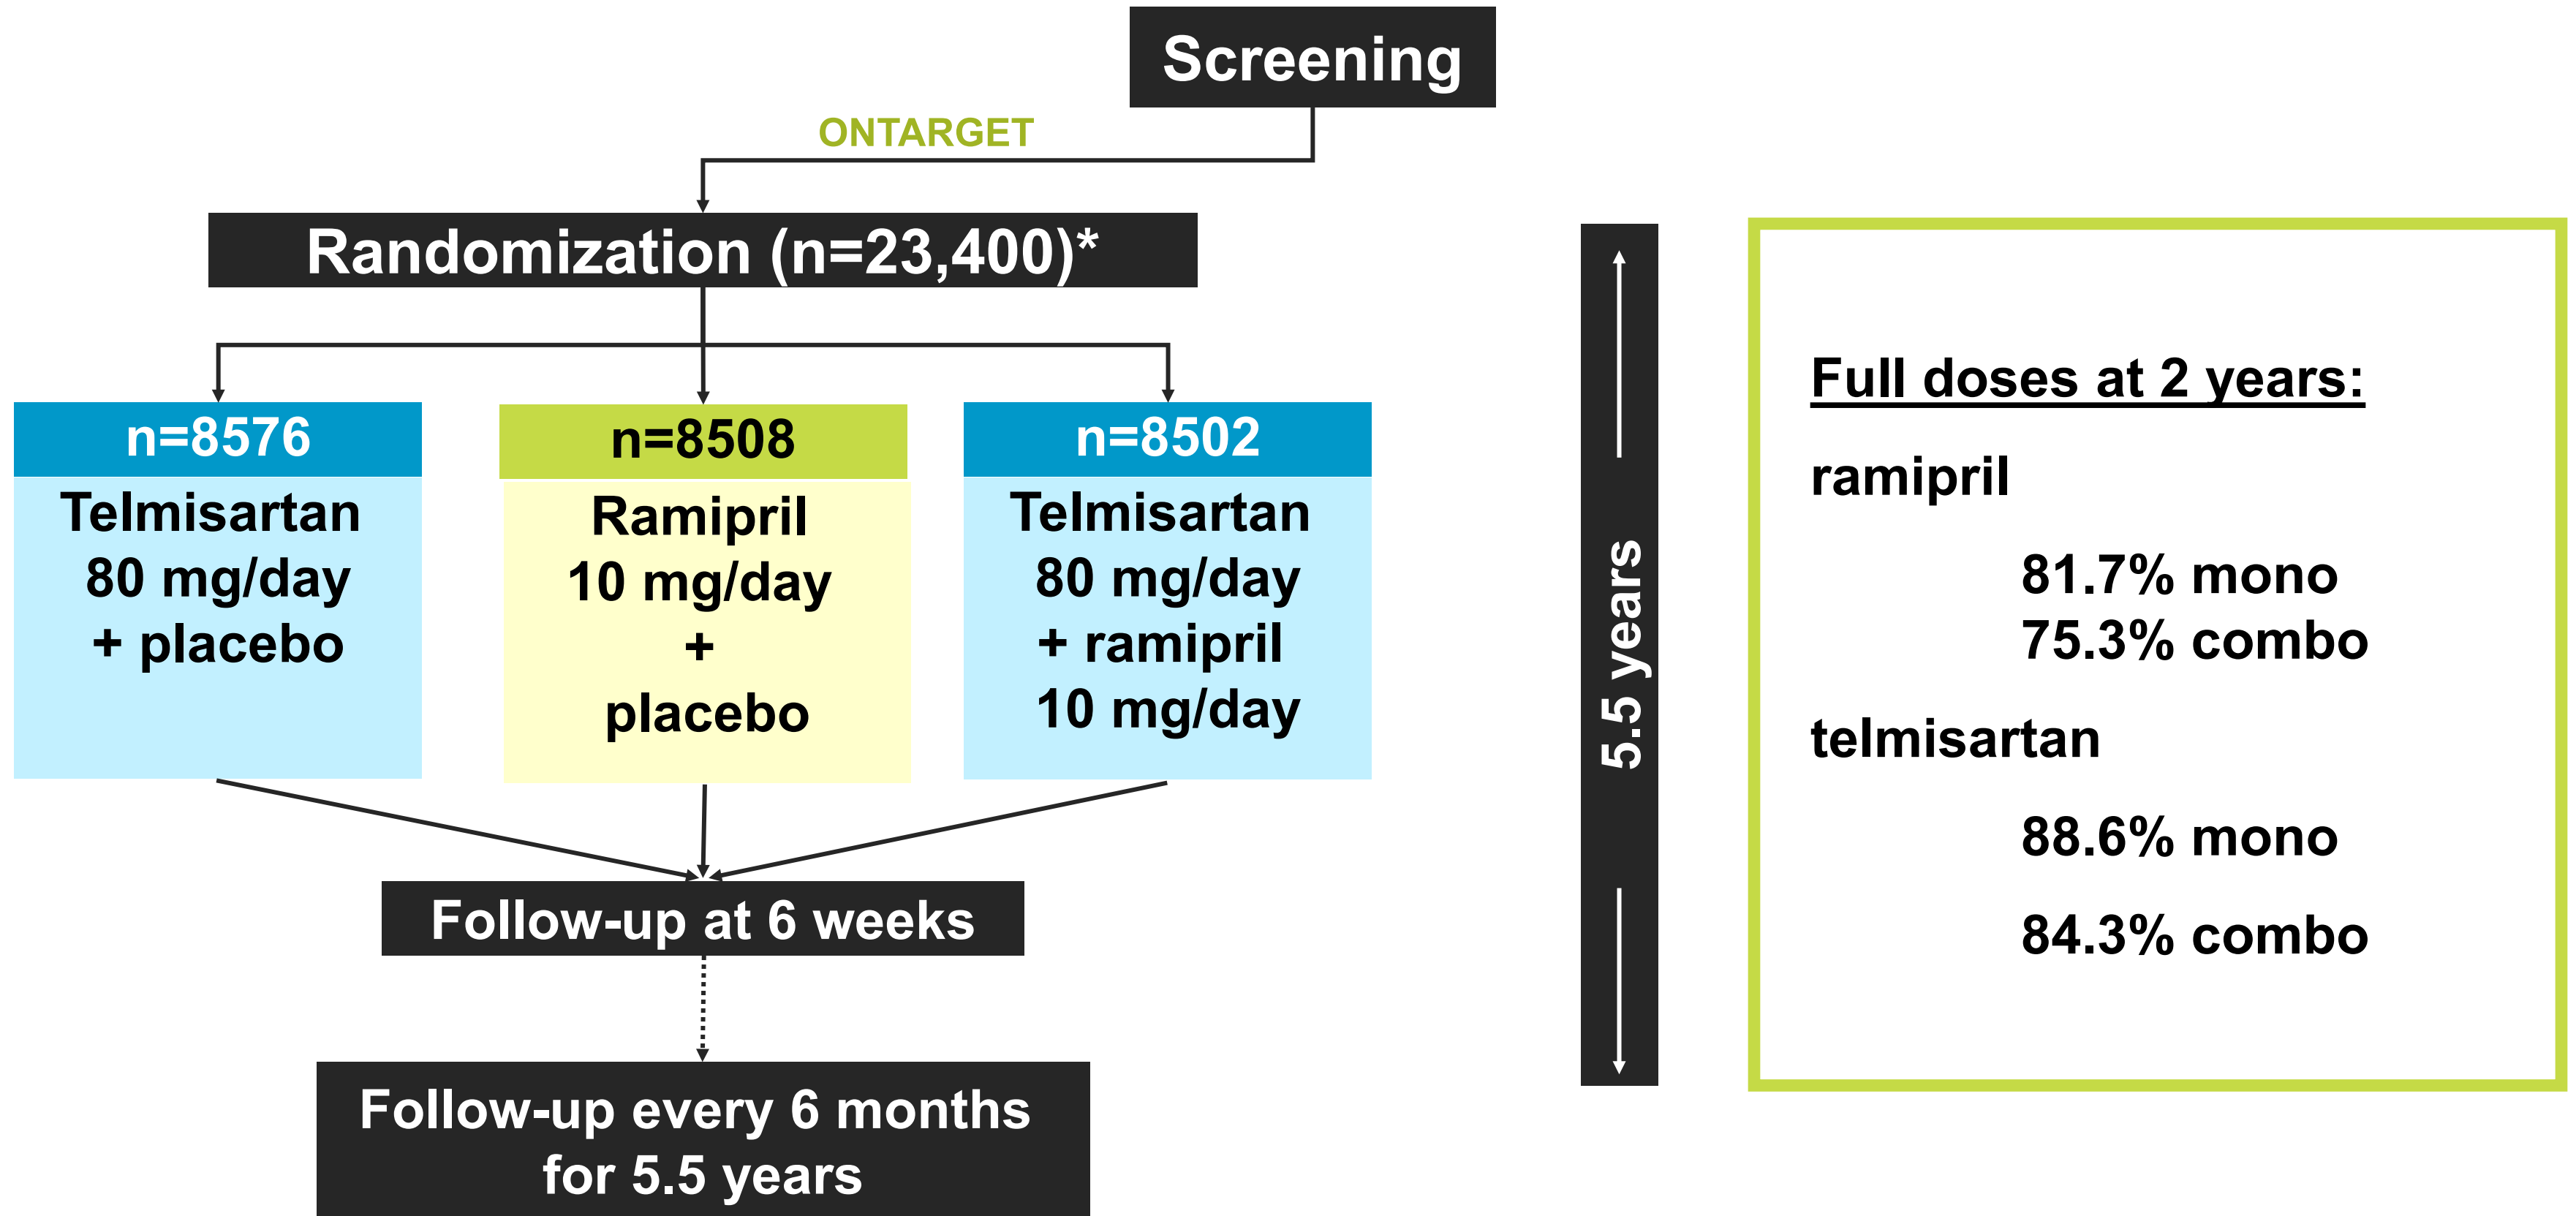 Screening
ONTARGET
Randomization (n=23,400)*
n=8576
Telmisartan
80 mg/day
+ placebo
n=8508
Ramipril
10 mg/day
+
placebo
n=8502
Telmisartan
80 mg/day
+ ramipril
10 mg/day
Follow-up at 6 weeks
Follow-up every 6 months
for 5.5 years
5.5 years
Full doses at 2 years:
ramipril
81.7% mono
75.3% combo
telmisartan
88.6% mono
84.3% combo